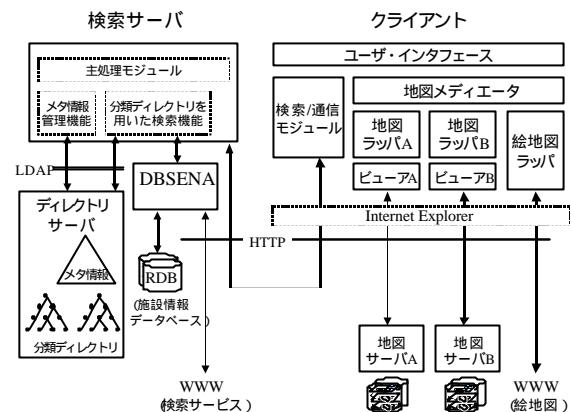 検索サーバ
クライアント
主処理モジュール
メタ情報
管理機能
分類ディレクトリを
用いた検索機能
LDAP
ディレクトリ
サーバ
メタ情報
分類ディレクトリ
DBSENA
RDB
(施設情報
データベース)
WWW
(検索サービス)
HTTP
ユーザ・インタフェース
検索/通信
モジュール
地図メディエータ
地図
ラッパA
地図
ラッパB
絵地図
ラッパ
ビューアA
ビューアB
Internet Explorer
地図
サーバA
地図
サーバB
WWW
(絵地図)